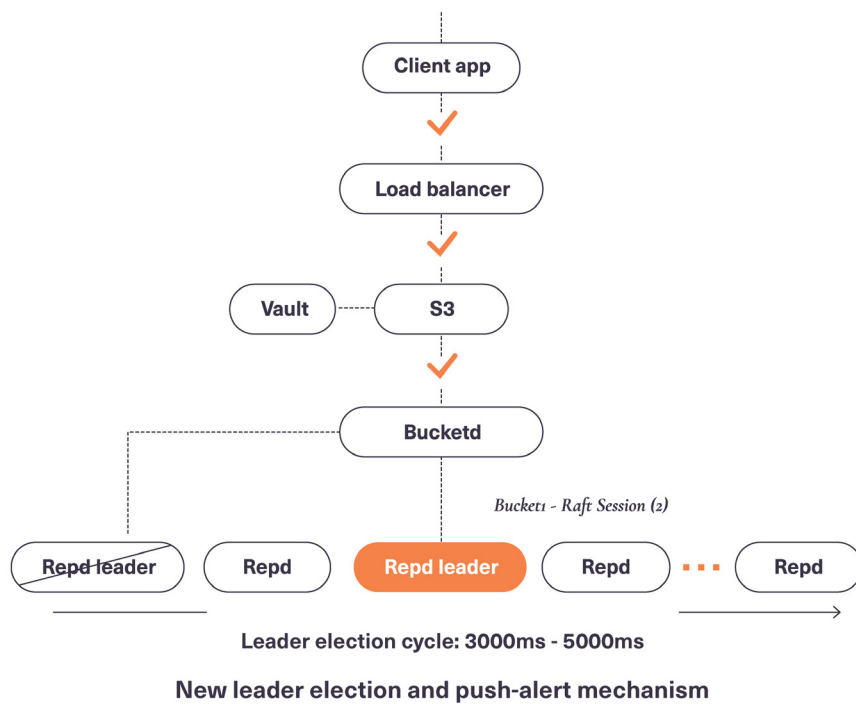 Client app
Load balancer
Vault
S3
Bucketd
Bucket1 - Raft Session (2)
Repd leader
Repd
Repd leader
Repd
Repd
Leader election cycle: 3000ms - 5000ms
New leader election and push-alert mechanism